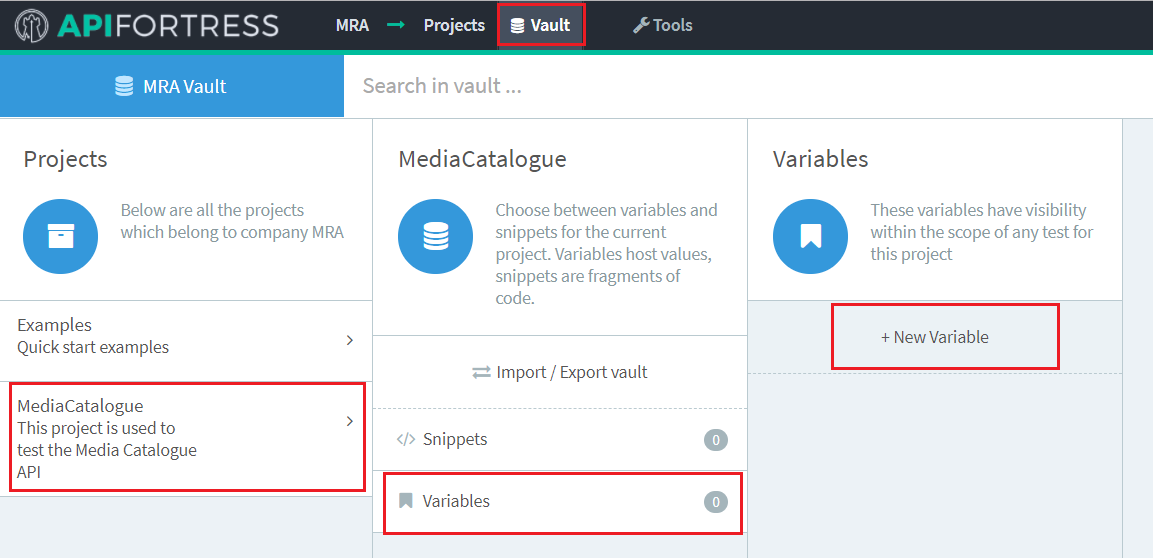 APIFORTRESS
MRA → Projects Vault Tools
MRA Vault
Search in vault ...
Projects
Below are all the projects
which belong to company MRA
Examples
Quick start examples
MediaCatalogue
This project is used to
test the Media Catalogue
API
MediaCatalogue
Choose between variables and
snippets for the current
project. Variables host values,
snippets are fragments of
code.
Import / Export vault
</> Snippets 0
Variables 0
Variables
These variables have visibility
within the scope of any test for
this project
+ New Variable